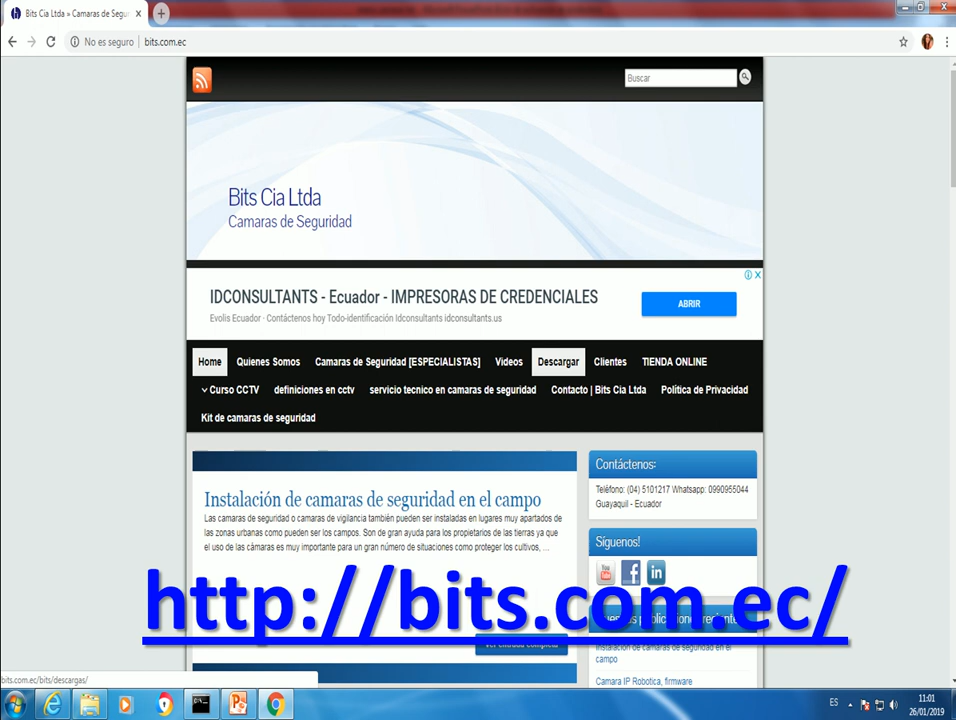 Bits Cia Ltda » Camaras de Segu
No es seguro | bits.com.ec
Buscar
Bits Cia Ltda
Camaras de Seguridad
IDCONSULTANTS - Ecuador - IMPRESORAS DE CREDENCIALES
Evolis Ecuador · Contáctenos hoy Todo-identificación Idconsultants idconsultants.us
ABRIR
Home Quienes Somos Camaras de Seguridad [ESPECIALISTAS] Videos Descargar Clientes TIENDA ONLINE
Curso CCTV definiciones en cctv servicio tecnico en camaras de seguridad Contacto | Bits Cia Ltda Politica de Privacidad
Kit de camaras de seguridad
Instalación de camaras de seguridad en el campo
Las camaras de seguridad o camaras de vigilancia también pueden ser instaladas en lugares muy apartados de
las zonas urbanas como pueden ser los campos. Son de gran ayuda para los propietarios de las tierras ya que
el uso de las cámaras es muy importante para un gran número de situaciones como proteger los cultivos, ...
Ver entrada completa
Contáctenos:
Teléfono: (04) 5101217 Whatsapp: 0990955044
Guayaquil - Ecuador
Síguenos!
You
Tube
f
in
http://bits.com.ec/
Instalación de camaras de seguridad en el
campo
Camara IP Robotica, firmware
bits.com.ec/bits/descargas/
ES
11:01
26/01/2019